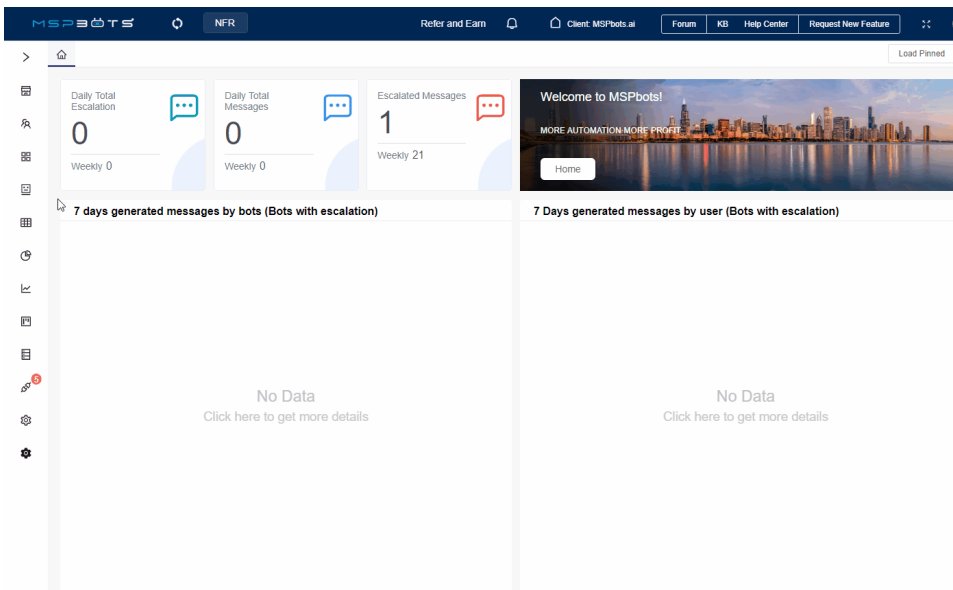 MSPBOTS
NFR
Refer and Earn
Client: MSPbots.ai
Forum
KB
Help Center
Request New Feature
Load Pinned
Daily Total
Escalation
0
Weekly 0
Daily Total
Messages
0
Weekly 0
Escalated Messages
1
Weekly 21
Welcome to MSPbots!
MORE AUTOMATION·MORE PROFIT
Home
7 days generated messages by bots (Bots with escalation)
7 Days generated messages by user (Bots with escalation)
No Data
Click here to get more details
No Data
Click here to get more details
5